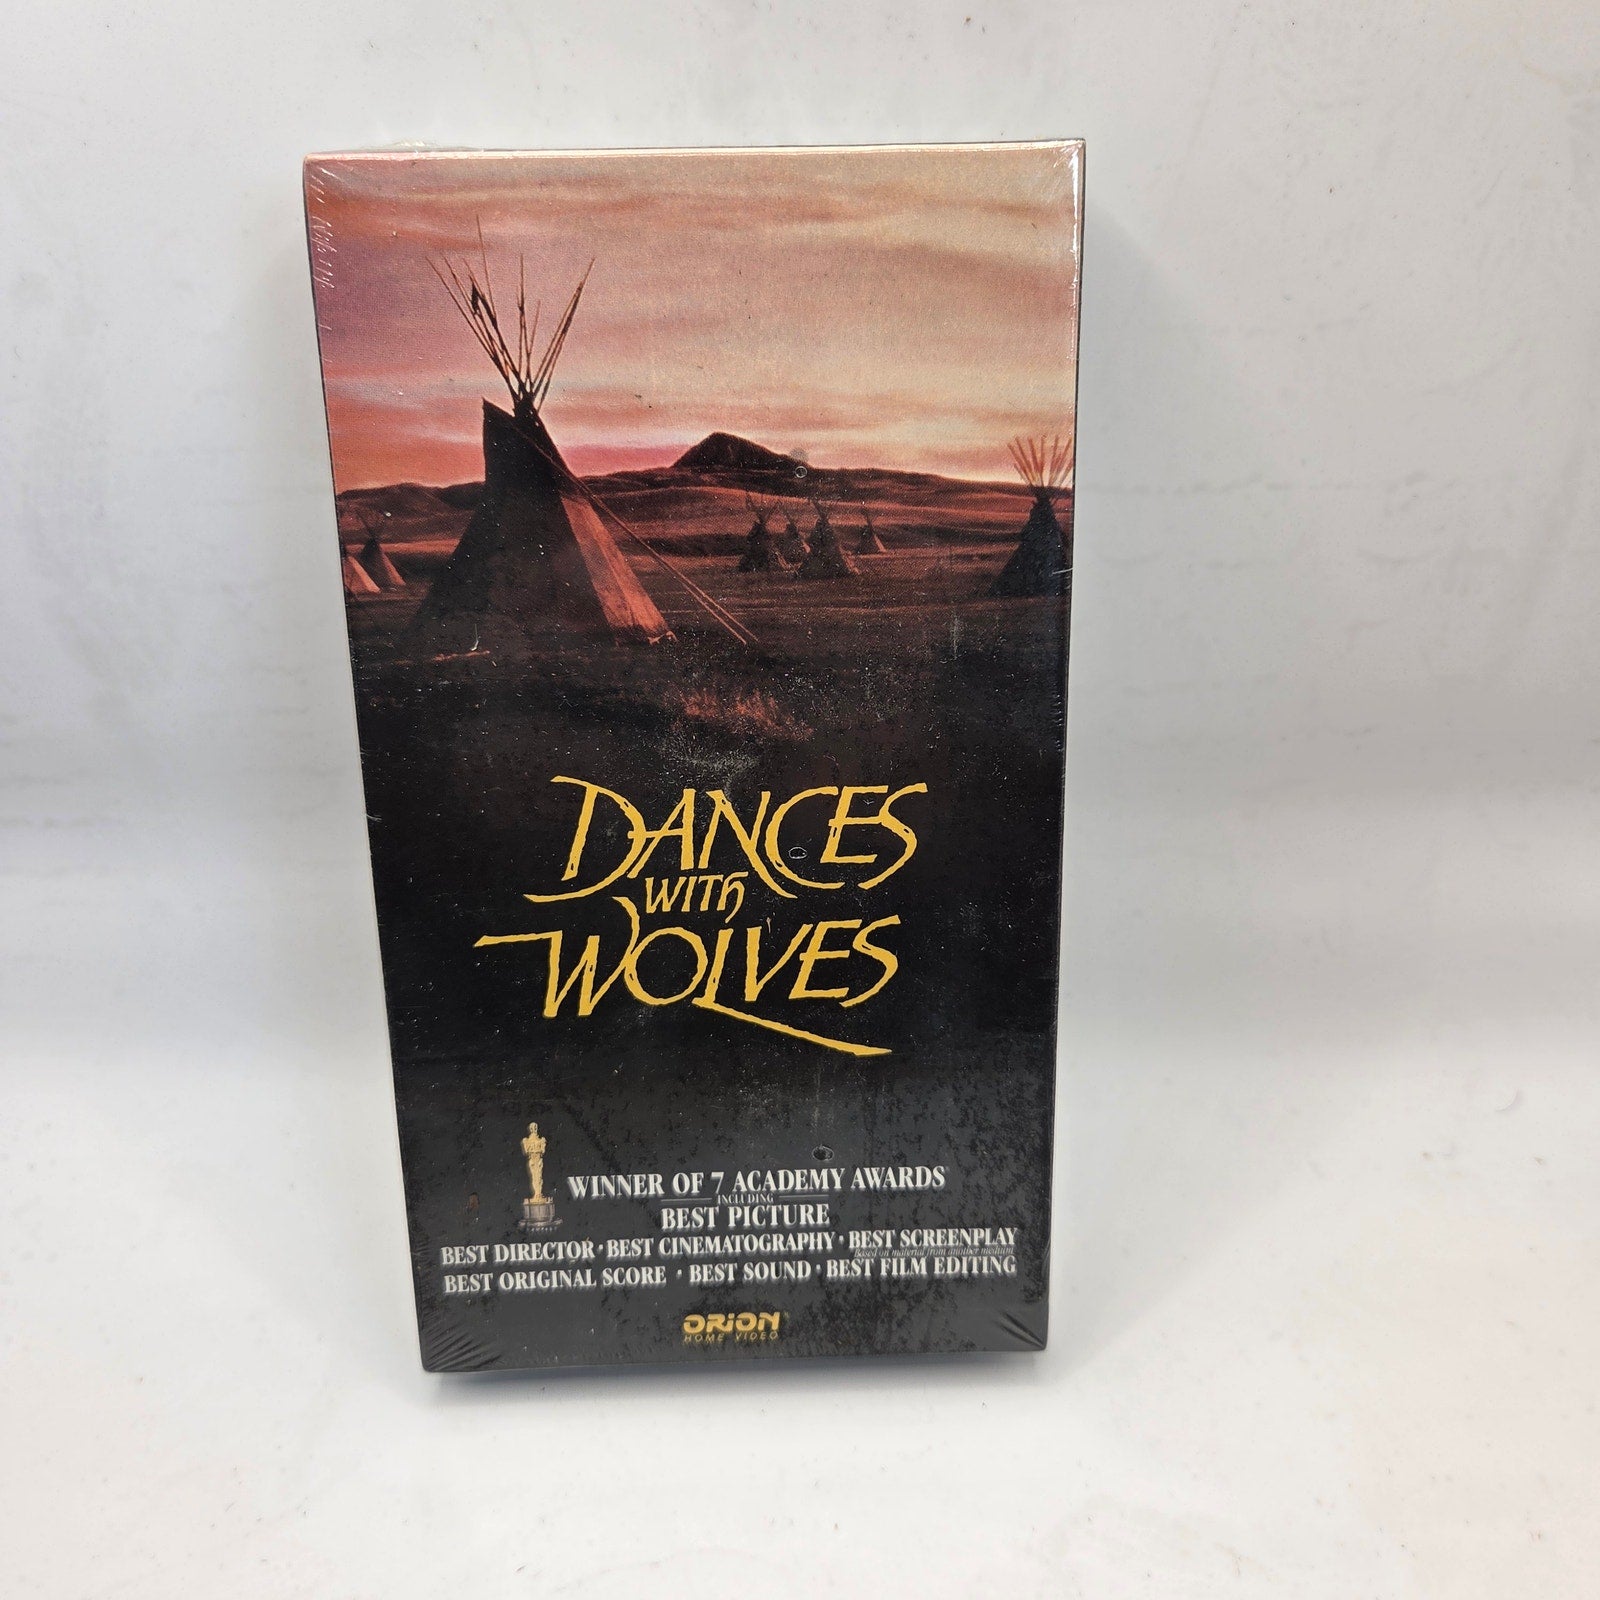 DANCES
WITH
WOLVES
WINNER OF 7 ACADEMY AWARDS
INCLUDING
BEST PICTURE
BEST DIRECTOR · BEST CINEMATOGRAPHY · BEST SCREENPLAY
Based on material from another medium
BEST ORIGINAL SCORE · BEST SOUND · BEST FILM EDITING
ORION
HOME VIDEO